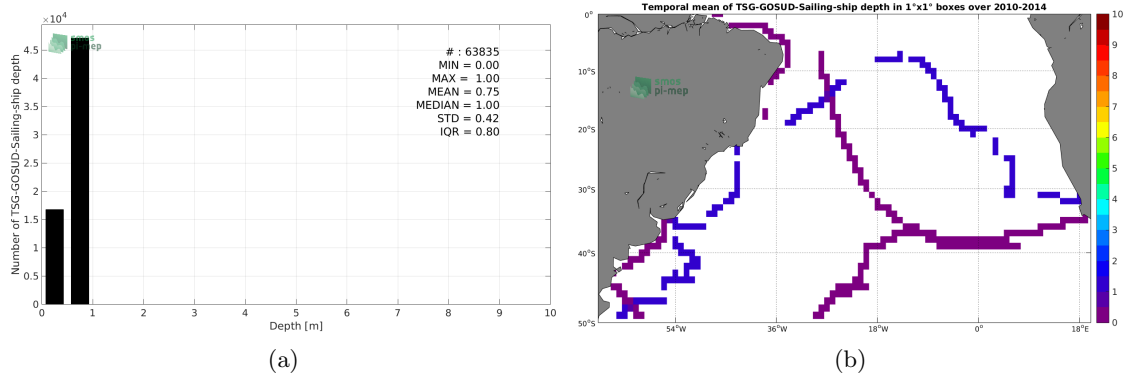 ×10⁴
4.5
4
3.5
3
2.5
2
1.5
1
0.5
0
Number of TSG-GOSUD-Sailing-ship depth
smos
pi-mep
# : 63835
MIN = 0.00
MAX = 1.00
MEAN = 0.75
MEDIAN = 1.00
STD = 0.42
IQR = 0.80
0 1 2 3 4 5 6 7 8 9 10
Depth [m]
(a)
Temporal mean of TSG-GOSUD-Sailing-ship depth in 1°x1° boxes over 2010-2014
0°
10°S
20°S
30°S
40°S
50°S
smos
pi-mep
54°W 36°W 18°W 0° 18°E
10
9
8
7
6
5
4
3
2
1
0
(b)